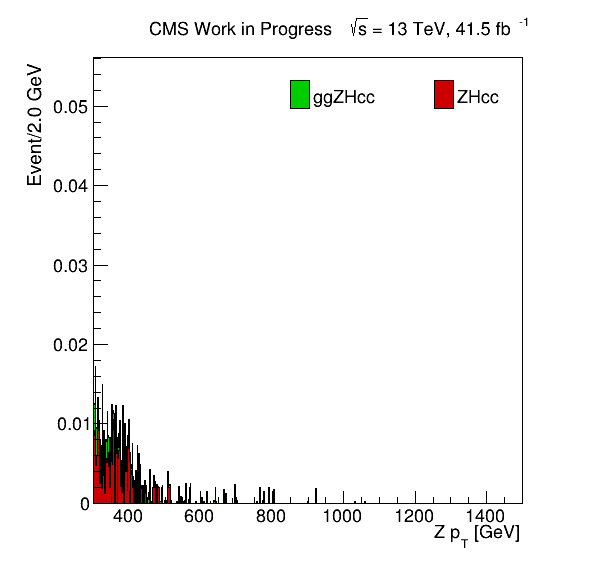 CMS Work in Progress √s = 13 TeV, 41.5 fb⁻¹
Event/2.0 GeV
ggZHcc ZHcc
0.05
0.04
0.03
0.02
0.01
0
400 600 800 1000 1200 1400
Z p_T [GeV]